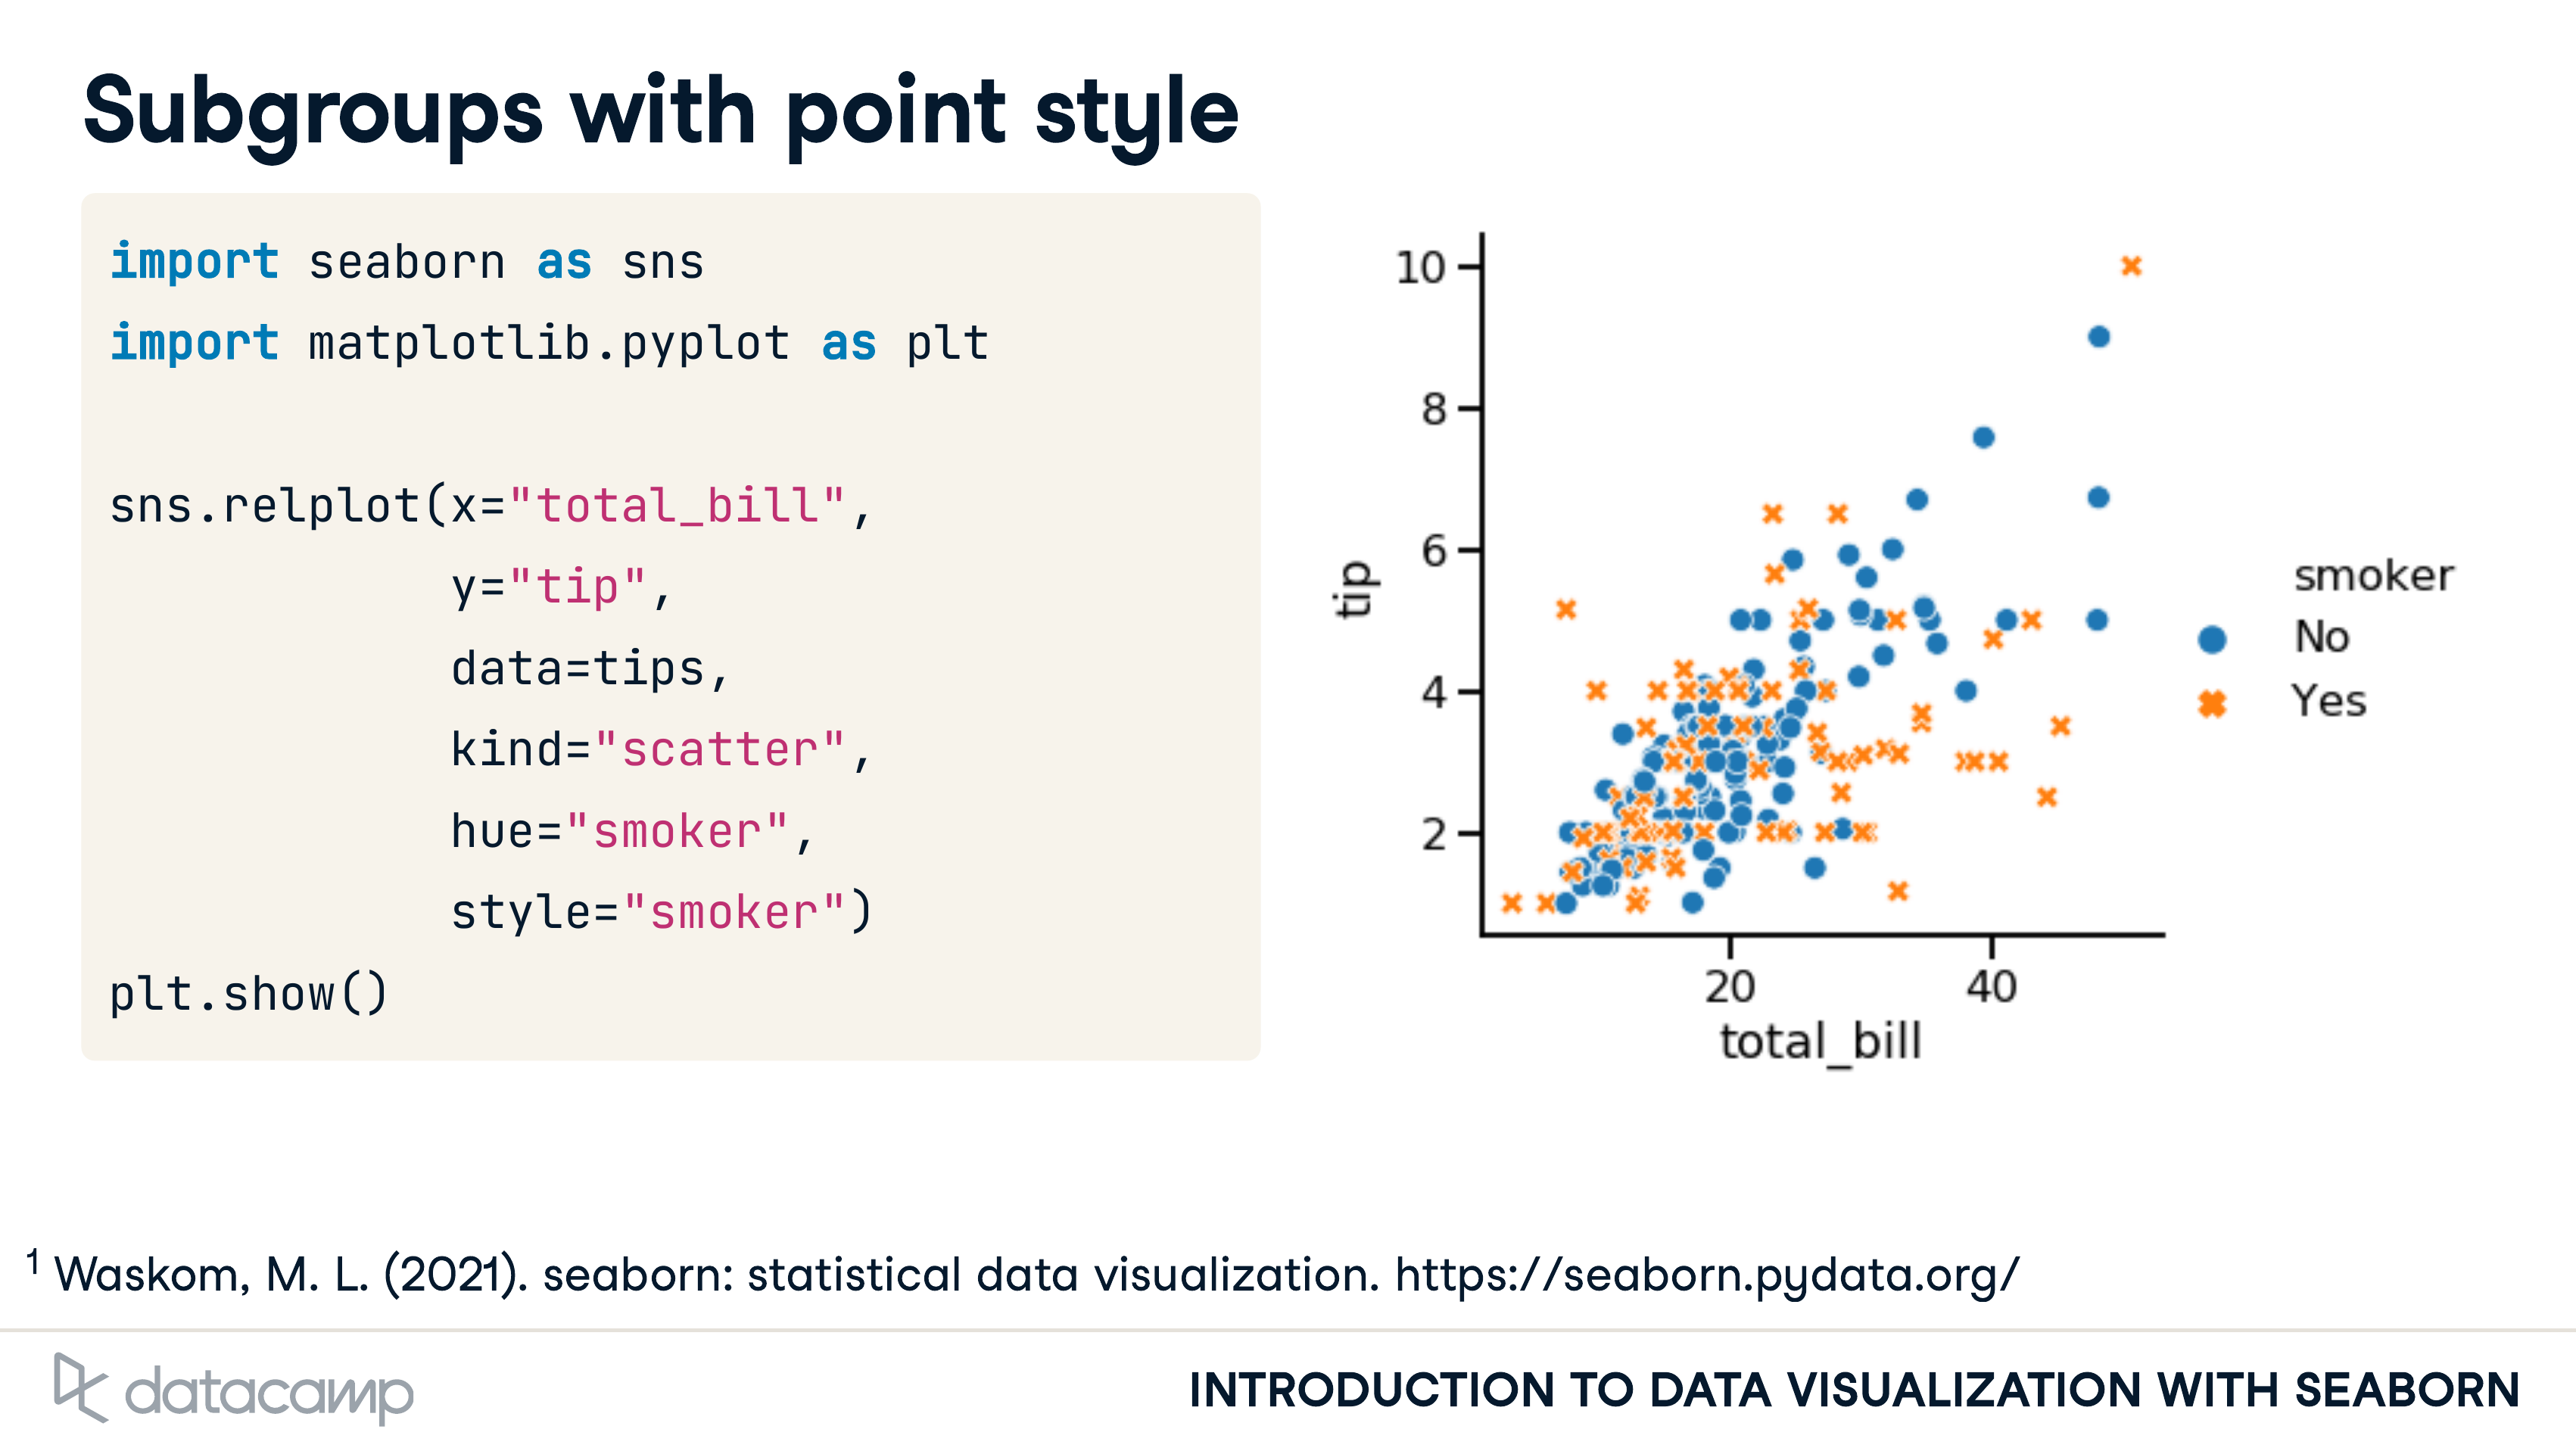 Subgroups with point style
import seaborn as sns
import matplotlib.pyplot as plt
sns.relplot(x="total_bill",
            y="tip",
            data=tips,
            kind="scatter",
            hue="smoker",
            style="smoker")
plt.show()
10
8
6
4
2
tip
20 40
total_bill
smoker
No
Yes
1 Waskom, M. L. (2021). seaborn: statistical data visualization. https://seaborn.pydata.org/
datacamp
INTRODUCTION TO DATA VISUALIZATION WITH SEABORN